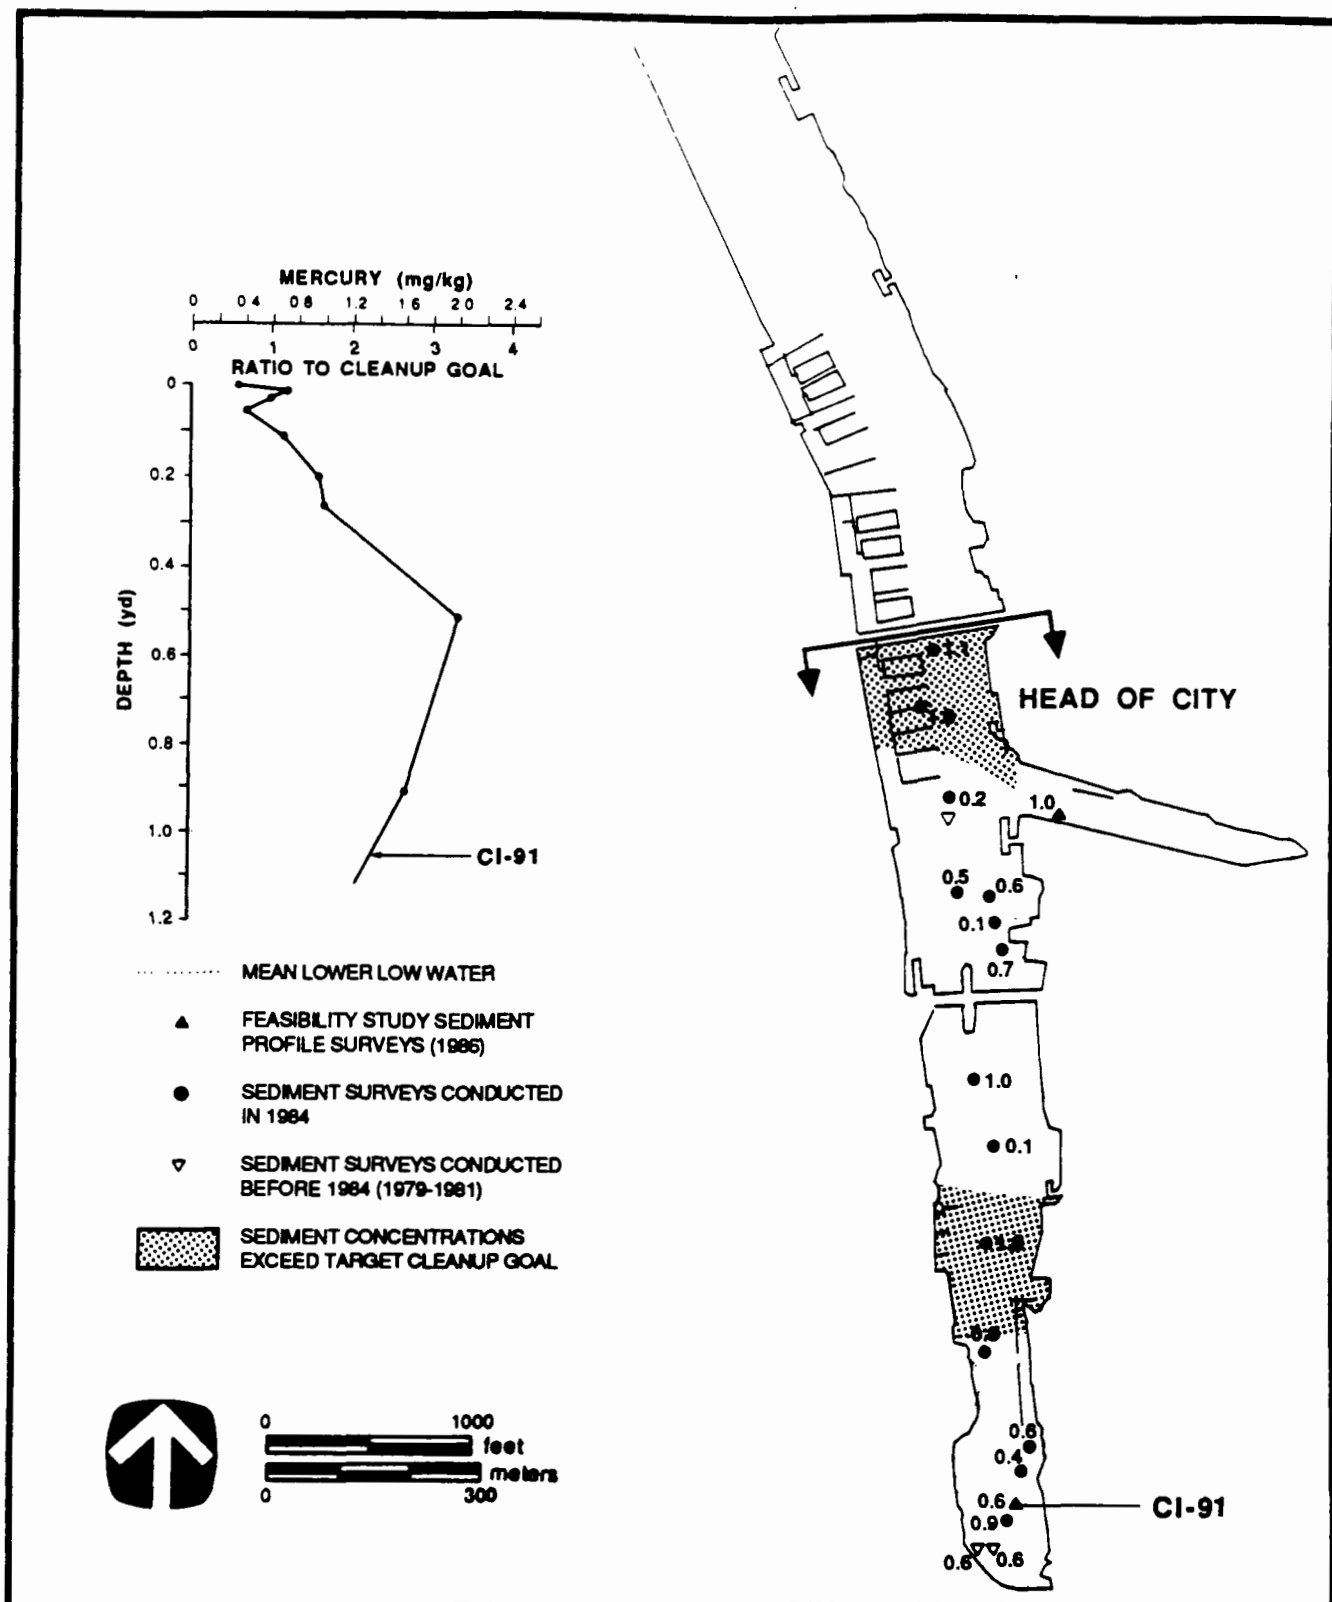 MERCURY (mg/kg)
0 0.4 0.8 1.2 1.6 2.0 2.4
0 1 2 3 4
RATIO TO CLEANUP GOAL
0
0.2
0.4
0.6
0.8
1.0
1.2
DEPTH (yd)
CI-91
MEAN LOWER LOW WATER
FEASIBILITY STUDY SEDIMENT
PROFILE SURVEYS (1986)
SEDIMENT SURVEYS CONDUCTED
IN 1984
SEDIMENT SURVEYS CONDUCTED
BEFORE 1984 (1979-1981)
SEDIMENT CONCENTRATIONS
EXCEED TARGET CLEANUP GOAL
0 1000
feet
meters
0 300
HEAD OF CITY
0.2
1.0
0.5
0.6
0.1
0.7
1.0
0.1
0.6
0.4
0.6
CI-91
0.9
0.6
0.6